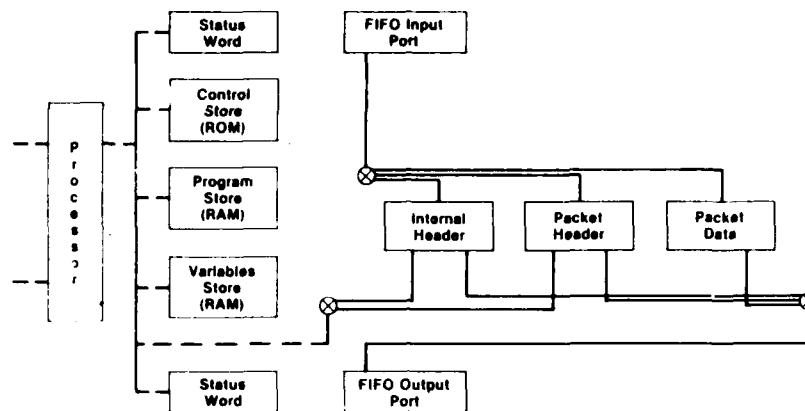 Status
Word
FIFO Input
Port
Control
Store
(ROM)
Processor
Program
Store
(RAM)
Internal
Header
Packet
Header
Packet
Data
Variables
Store
(RAM)
Status
Word
FIFO Output
Port